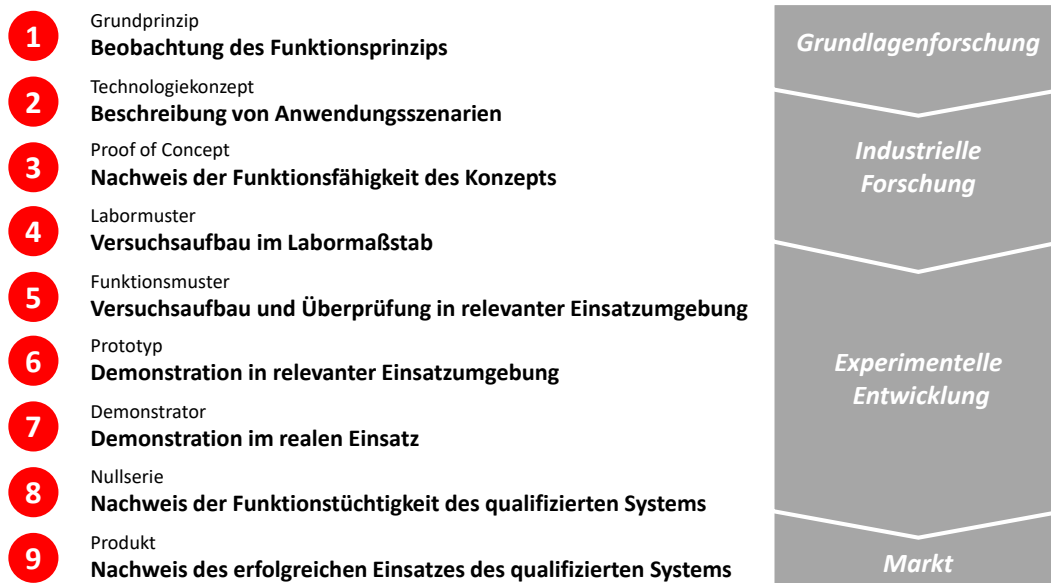 1
Grundprinzip
Beobachtung des Funktionsprinzips
2
Technologiekonzept
Beschreibung von Anwendungsszenarien
3
Proof of Concept
Nachweis der Funktionsfähigkeit des Konzepts
4
Labormuster
Versuchsaufbau im Labormaßstab
5
Funktionsmuster
Versuchsaufbau und Überprüfung in relevanter Einsatzumgebung
6
Prototyp
Demonstration in relevanter Einsatzumgebung
7
Demonstrator
Demonstration im realen Einsatz
8
Nullserie
Nachweis der Funktionstüchtigkeit des qualifizierten Systems
9
Produkt
Nachweis des erfolgreichen Einsatzes des qualifizierten Systems
Grundlagenforschung
Industrielle
Forschung
Experimentelle
Entwicklung
Markt